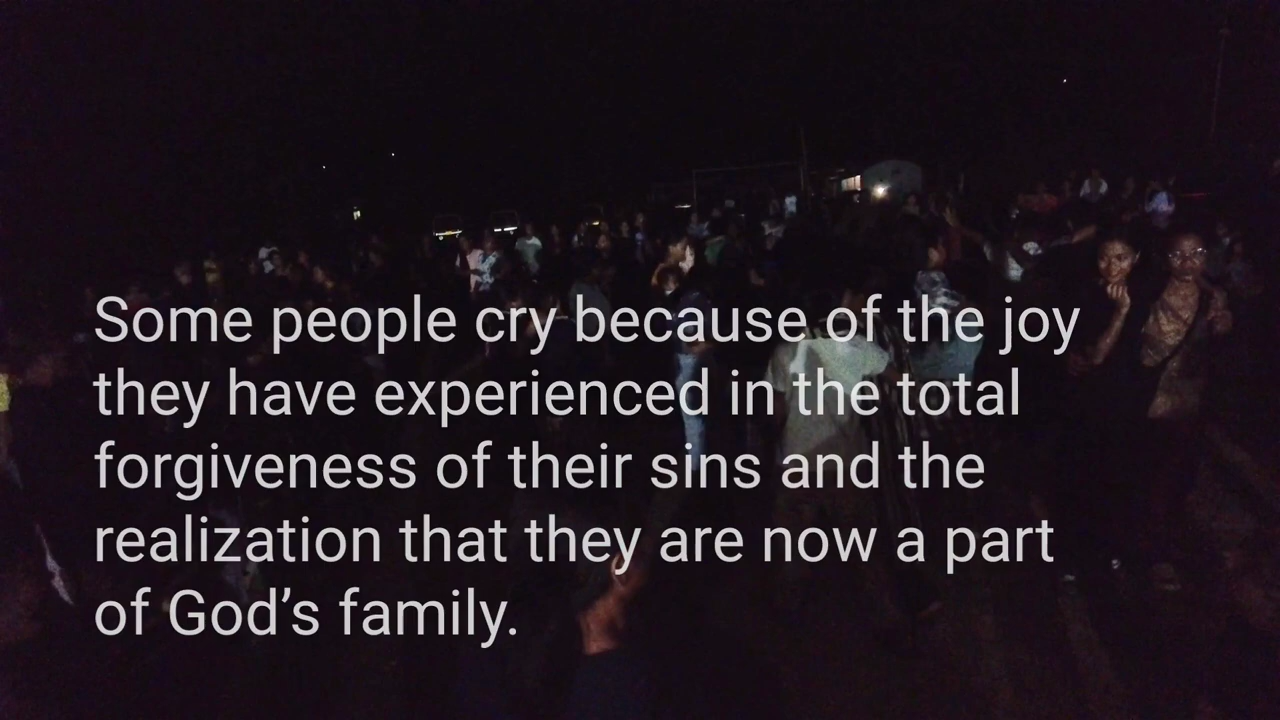 Some people cry because of the joy
they have experienced in the total
forgiveness of their sins and the
realization that they are now a part
of God’s family.